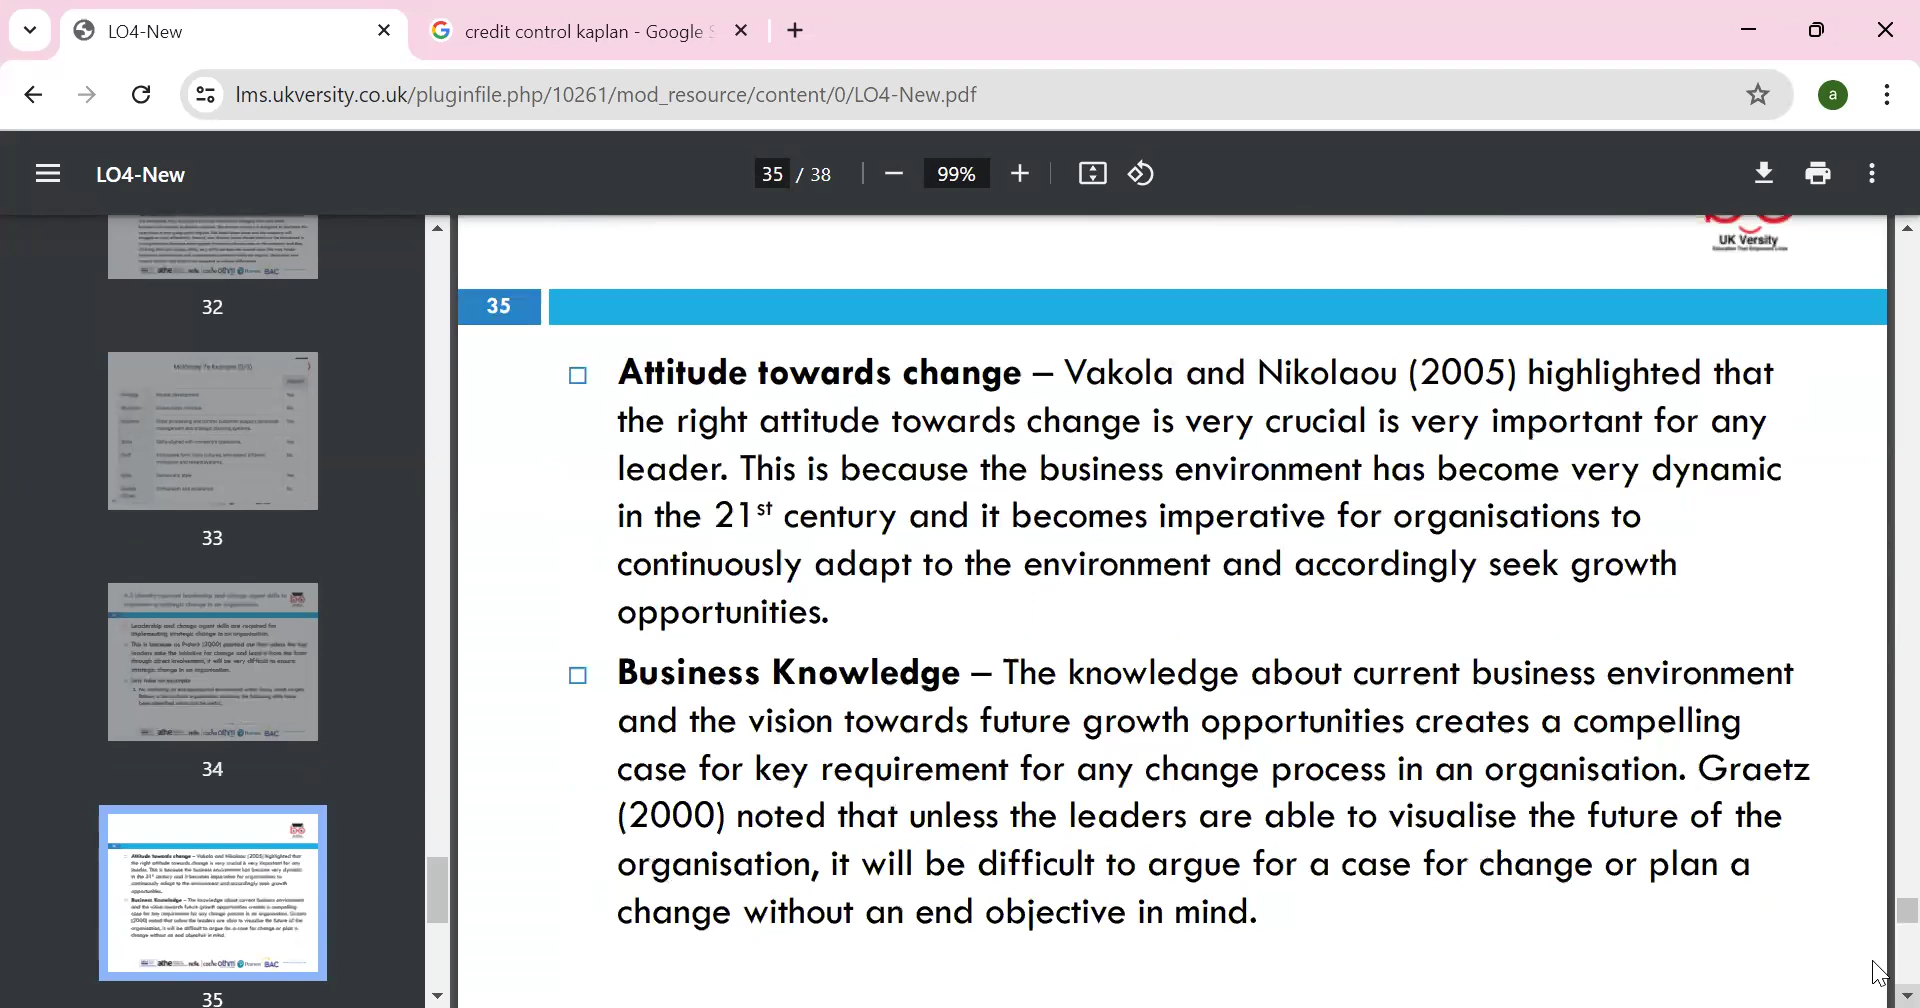 LO4-New
credit control kaplan - Google
lms.ukversity.co.uk/pluginfile.php/10261/mod_resource/content/0/LO4-New.pdf
a
LO4-New
35 / 38
99%
32
33
34
35
UK Versity
35
Attitude towards change – Vakola and Nikolaou (2005) highlighted that
the right attitude towards change is very crucial is very important for any
leader. This is because the business environment has become very dynamic
in the 21st century and it becomes imperative for organisations to
continuously adapt to the environment and accordingly seek growth
opportunities.
Business Knowledge – The knowledge about current business environment
and the vision towards future growth opportunities creates a compelling
case for key requirement for any change process in an organisation. Graetz
(2000) noted that unless the leaders are able to visualise the future of the
organisation, it will be difficult to argue for a case for change or plan a
change without an end objective in mind.